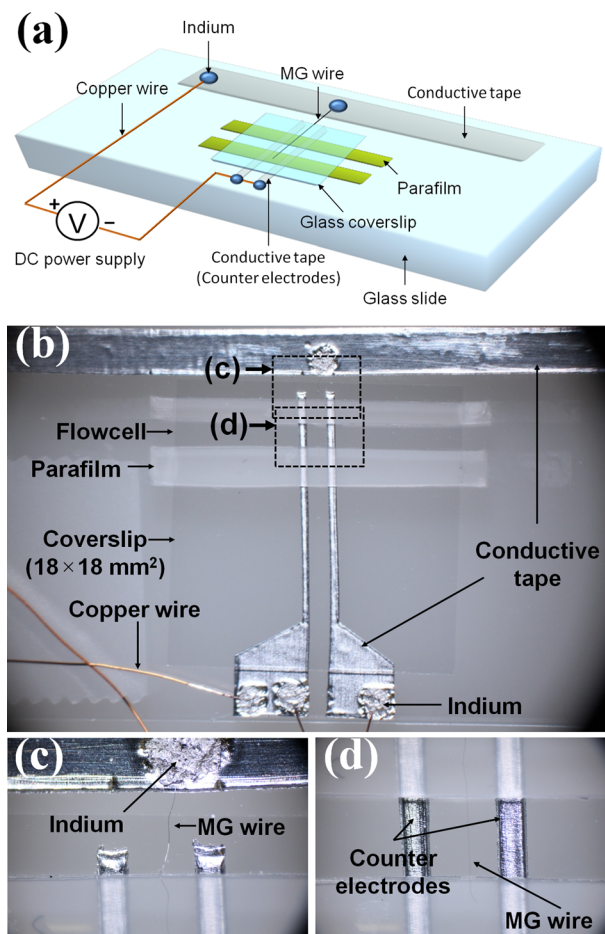 (a)
Indium
MG wire
Copper wire
Conductive tape
Parafilm
Glass coverslip
+
V
−
DC power supply
Conductive tape
(Counter electrodes)
Glass slide
(b)
(c)
(d)
Flowcell
Parafilm
Coverslip
(18×18 mm²)
Conductive
tape
Copper wire
Indium
(c)
Indium
MG wire
(d)
Counter
electrodes
MG wire